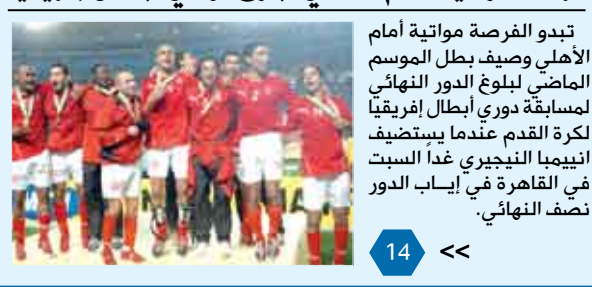 تبدو الفرصة مواتية أمام
الأهلي وصيف بطل الموسم
الماضي لبلوغ الدور النهائي
لمسابقة دوري أبطال إفريقيا
لكرة القدم عندما يستضيف
انييمبا النيجيري غداً السبت
في القاهرة في إيــاب الدور
نصف النهائي.
14 >>